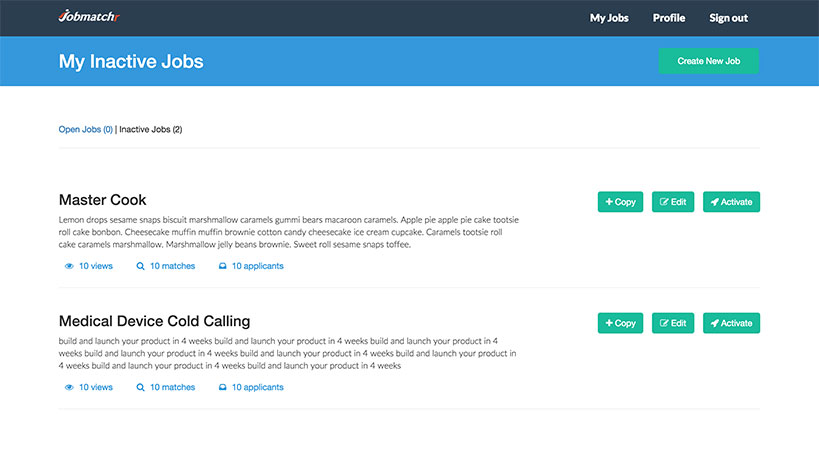 Jobmatchr
My Jobs Profile Sign out
My Inactive Jobs
Create New Job
Open Jobs (0) | Inactive Jobs (2)
Master Cook
Copy Edit Activate
Lemon drops sesame snaps biscuit marshmallow caramels gummi bears macaroon caramels. Apple pie apple pie cake tootsie
roll cake bonbon. Cheesecake muffin muffin brownie cotton candy cheesecake ice cream cupcake. Caramels tootsie roll
cake caramels marshmallow. Marshmallow jelly beans brownie. Sweet roll sesame snaps toffee.
10 views 10 matches 10 applicants
Medical Device Cold Calling
Copy Edit Activate
build and launch your product in 4 weeks build and launch your product in 4 weeks build and launch your product in 4
weeks build and launch your product in 4 weeks build and launch your product in 4 weeks build and launch your product in
4 weeks build and launch your product in 4 weeks build and launch your product in 4 weeks
10 views 10 matches 10 applicants